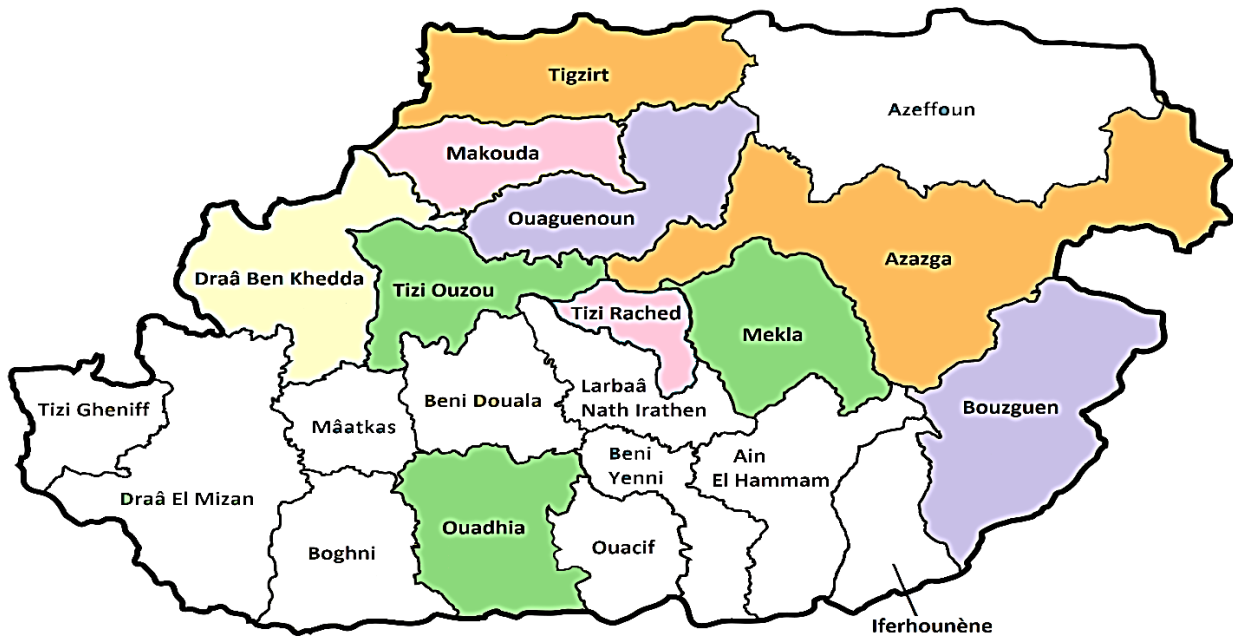 Tigzirt
Azeffoun
Makouda
Ouaguenoun
Azazga
Draâ Ben Khedda
Tizi Ouzou
Tizi Rached
Mekla
Larbaâ
Nath Irathen
Beni Douala
Bouzguen
Tizi Gheniff
Mâatkas
Beni
Yenni
Ain
El Hammam
Draâ El Mizan
Ouadhia
Ouacif
Boghni
Iferhounène